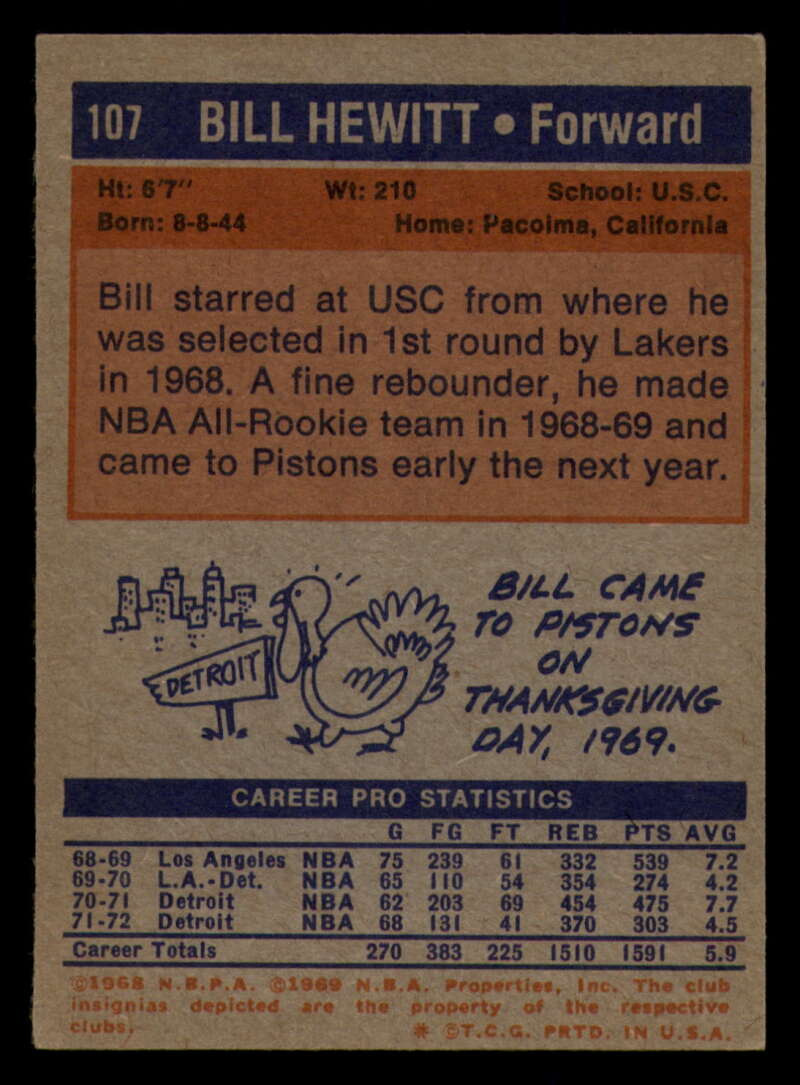 107 BILL HEWITT • Forward
Ht: 6'7" Wt: 210 School: U.S.C.
Born: 8-8-44 Home: Pacoima, California
Bill starred at USC from where he
was selected in 1st round by Lakers
in 1968. A fine rebounder, he made
NBA All-Rookie team in 1968-69 and
came to Pistons early the next year.
DETROIT
BILL CAME
TO PISTONS
ON
THANKSGIVING
DAY, 1969.
CAREER PRO STATISTICS
G FG FT REB PTS AVG
68-69 Los Angeles NBA 75 239 61 332 539 7.2
69-70 L.A.-Det. NBA 65 110 54 354 274 4.2
70-71 Detroit NBA 62 203 69 454 475 7.7
71-72 Detroit NBA 68 131 41 370 303 4.5
Career Totals 270 383 225 1510 1591 5.9
©1968 N.B.P.A. ©1969 N.B.A. Properties, Inc. The club
insignias depicted are the property of the respective
clubs.
* ©T.C.G. PRTD. IN U.S.A.